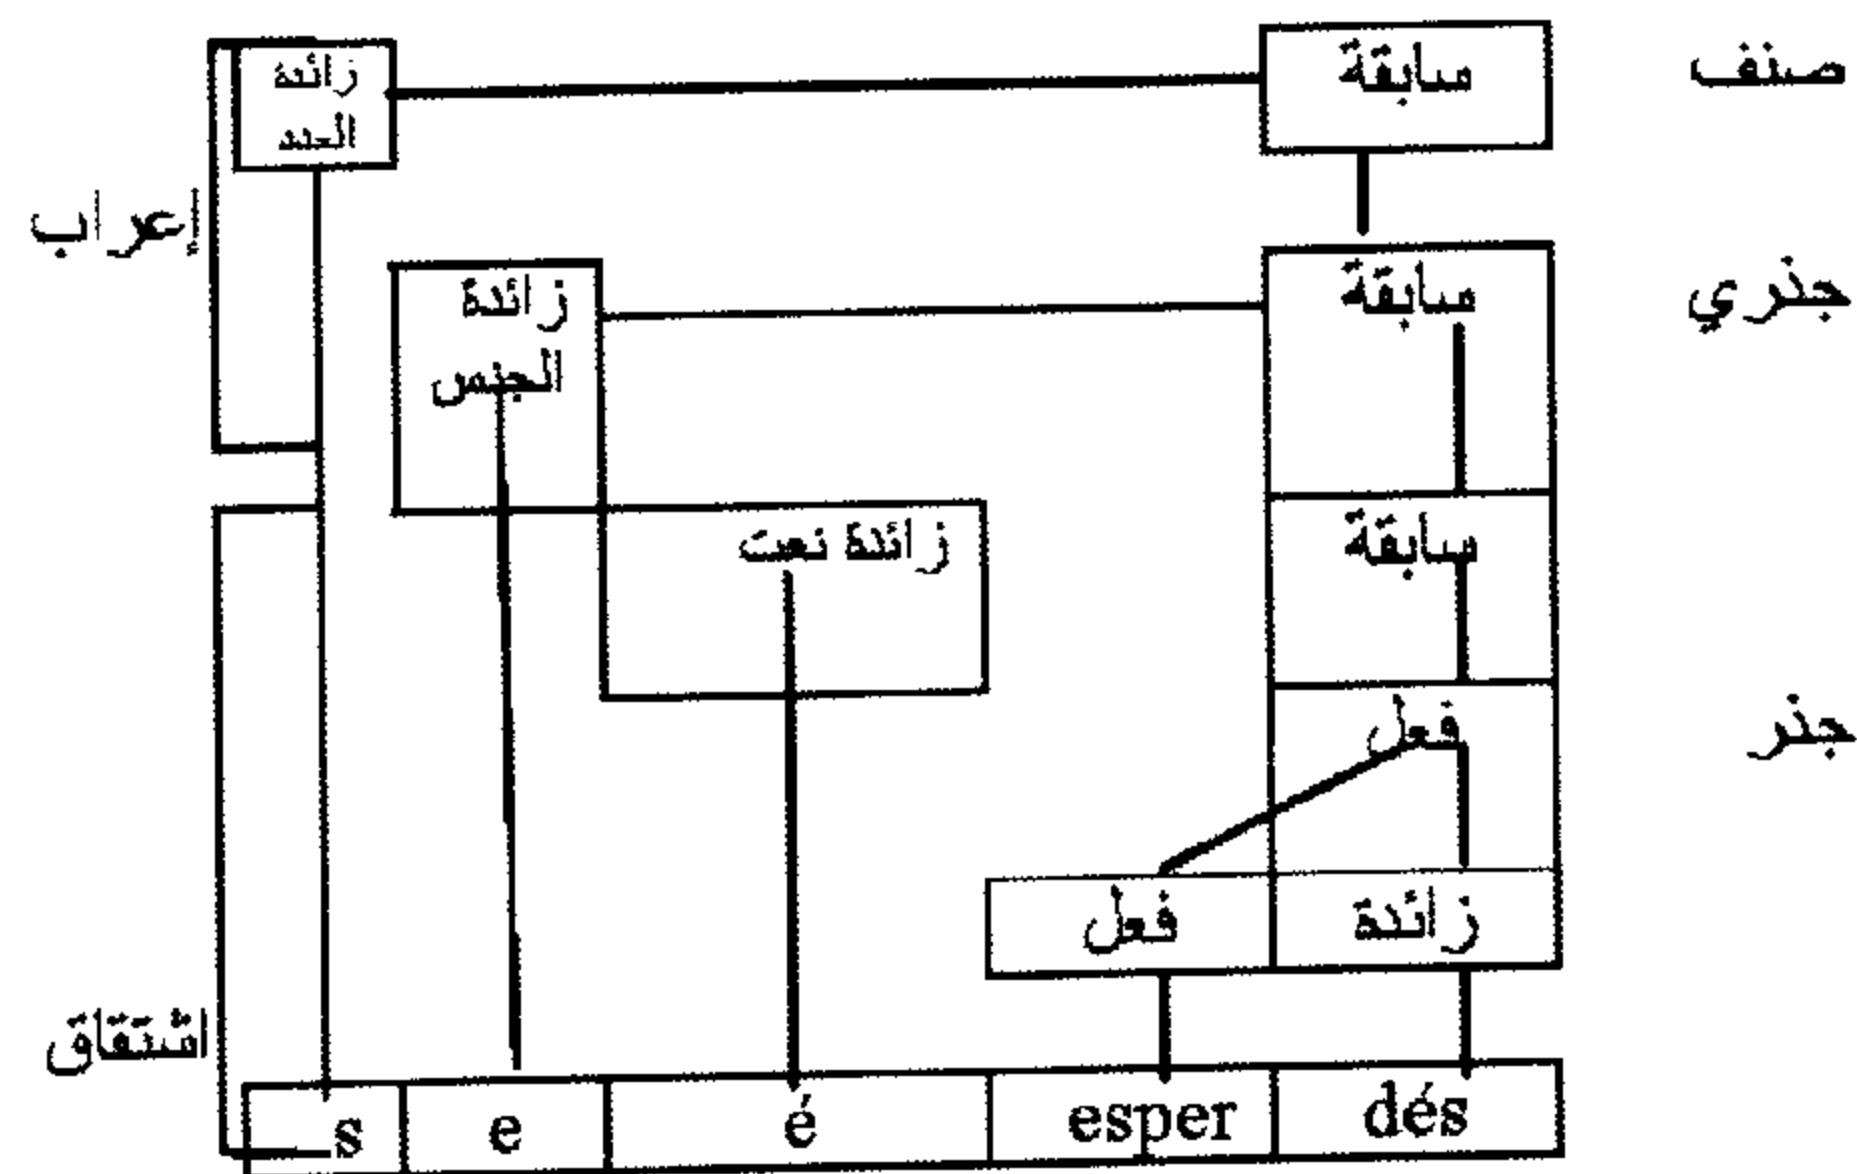 صنف
سابقة
زائدة
العدد
إعراب
جذري
سابقة
زائدة
الجنس
سابقة
زائدة نعت
جذر
فعل
زائدة
فعل
اشتقاق
dés
esper
é
e
s